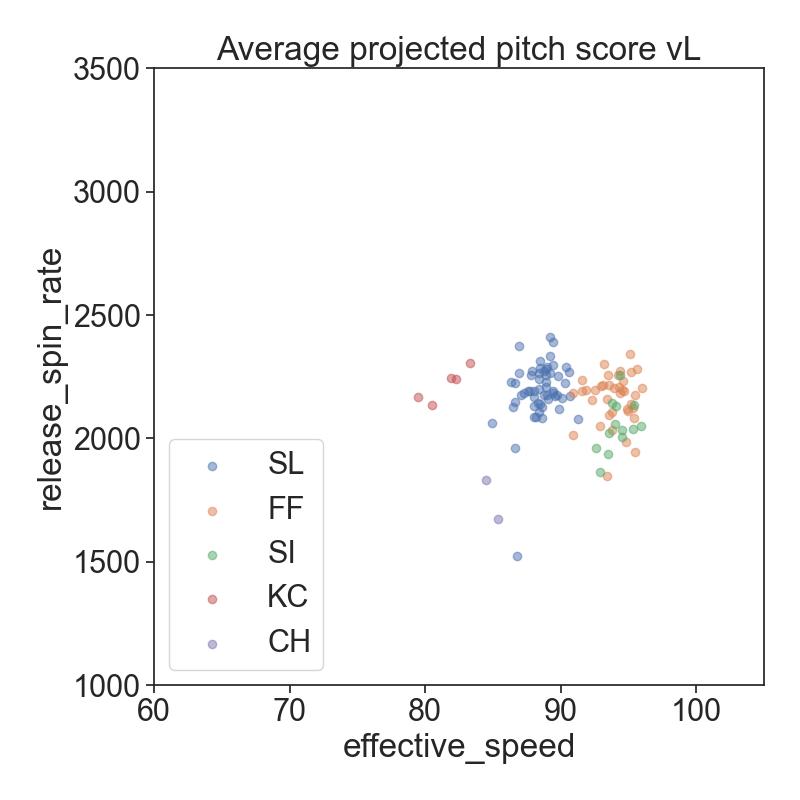 Average projected pitch score vL
release_spin_rate
3500
3000
2500
2000
1500
1000
SL
FF
SI
KC
CH
60 70 80 90 100
effective_speed